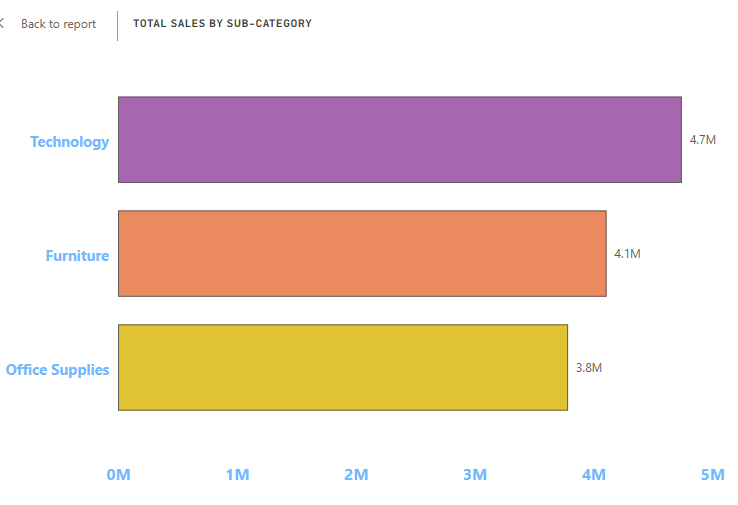 Back to report
TOTAL SALES BY SUB-CATEGORY
Technology
4.7M
Furniture
4.1M
Office Supplies
3.8M
0M 1M 2M 3M 4M 5M